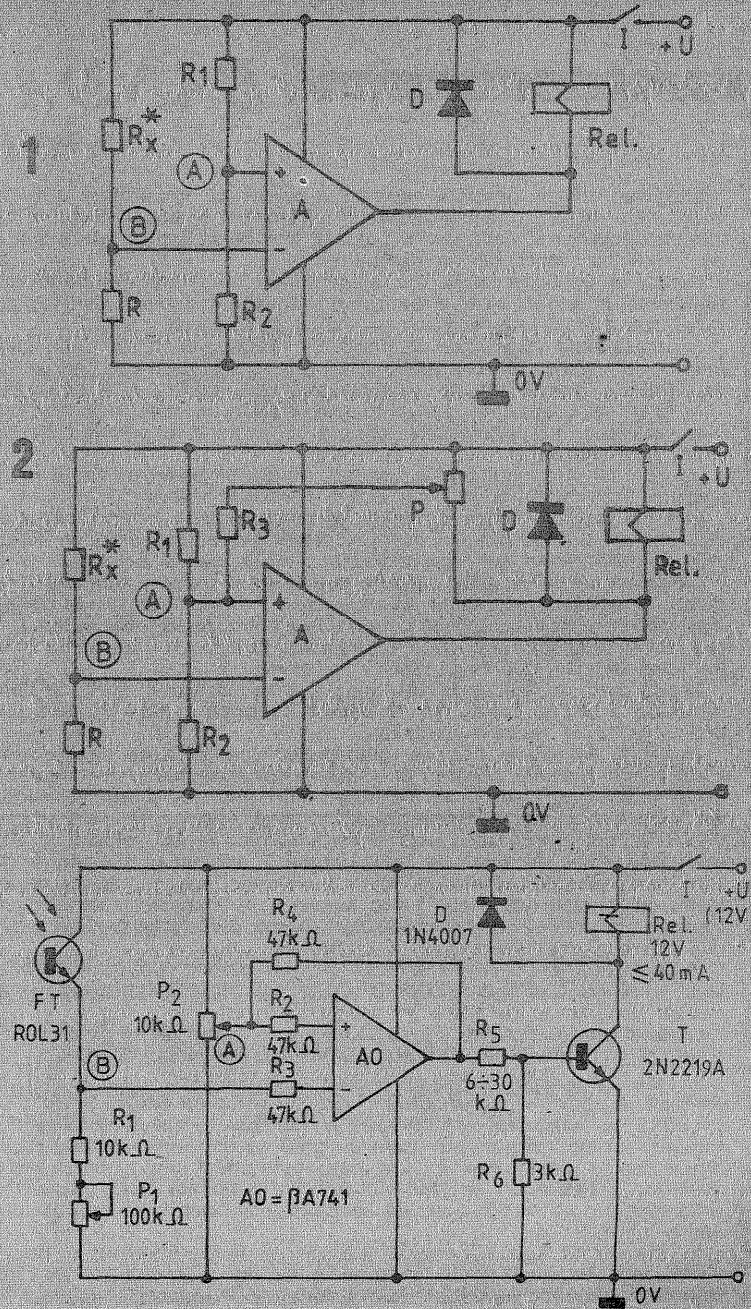 1
R1
D
I
+U
Rx*
Rel.
A
+
A
B
-
R
R2
0V
2
I
+U
R3
P
D
Rx*
R1
Rel.
A
+
A
B
-
R
R2
0V
I
+U
(12V
R4
47kΩ
D
1N4007
Rel.
12V
≤40mA
FT
ROL31
P2
10kΩ
A
R2
47kΩ
+
AO
R5
6÷30
kΩ
T
2N2219A
B
R3
47kΩ
-
R1
10kΩ
P1
100kΩ
AO = βA741
R6
3kΩ
0V